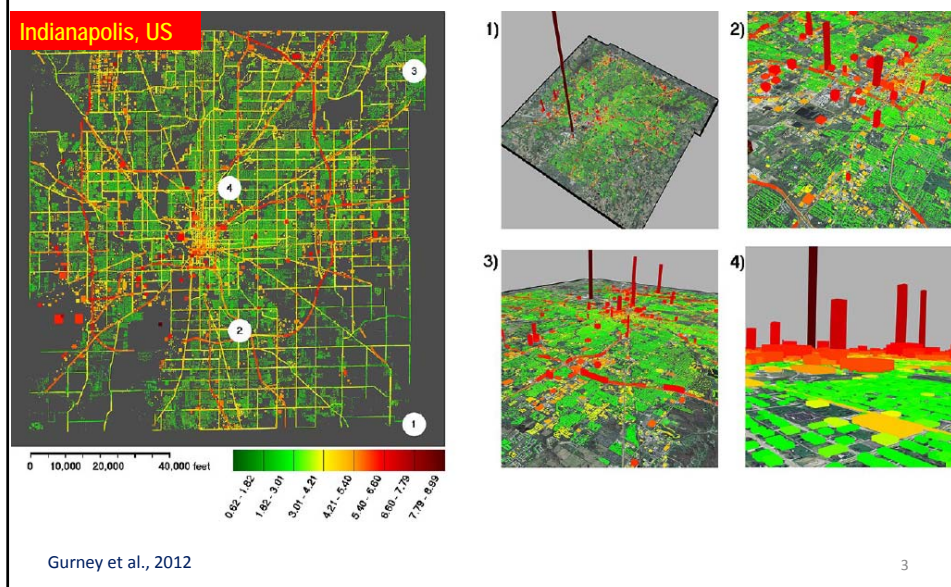 Indianapolis, US
3
4
2
1
0 10,000 20,000 40,000 feet
0.62 - 1.82
1.82 - 3.01
3.01 - 4.21
4.21 - 5.40
5.40 - 6.60
6.60 - 7.79
7.79 - 8.99
1)
2)
3)
4)
Gurney et al., 2012
3